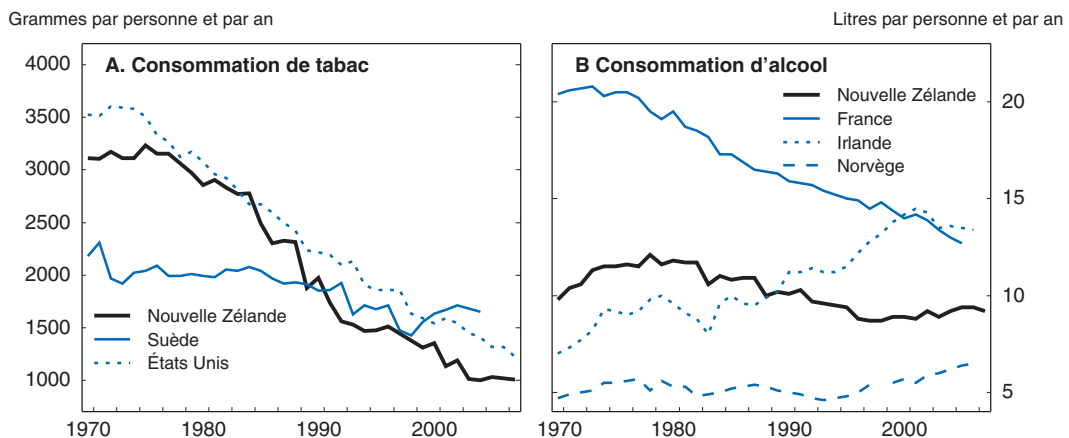 Grammes par personne et par an
Litres par personne et par an
A. Consommation de tabac
4000
3500
3000
2500
2000
1500
1000
Nouvelle Zélande
Suède
États Unis
1970
1980
1990
2000
B Consommation d'alcool
Nouvelle Zélande
France
Irlande
Norvège
20
15
10
5
1970
1980
1990
2000